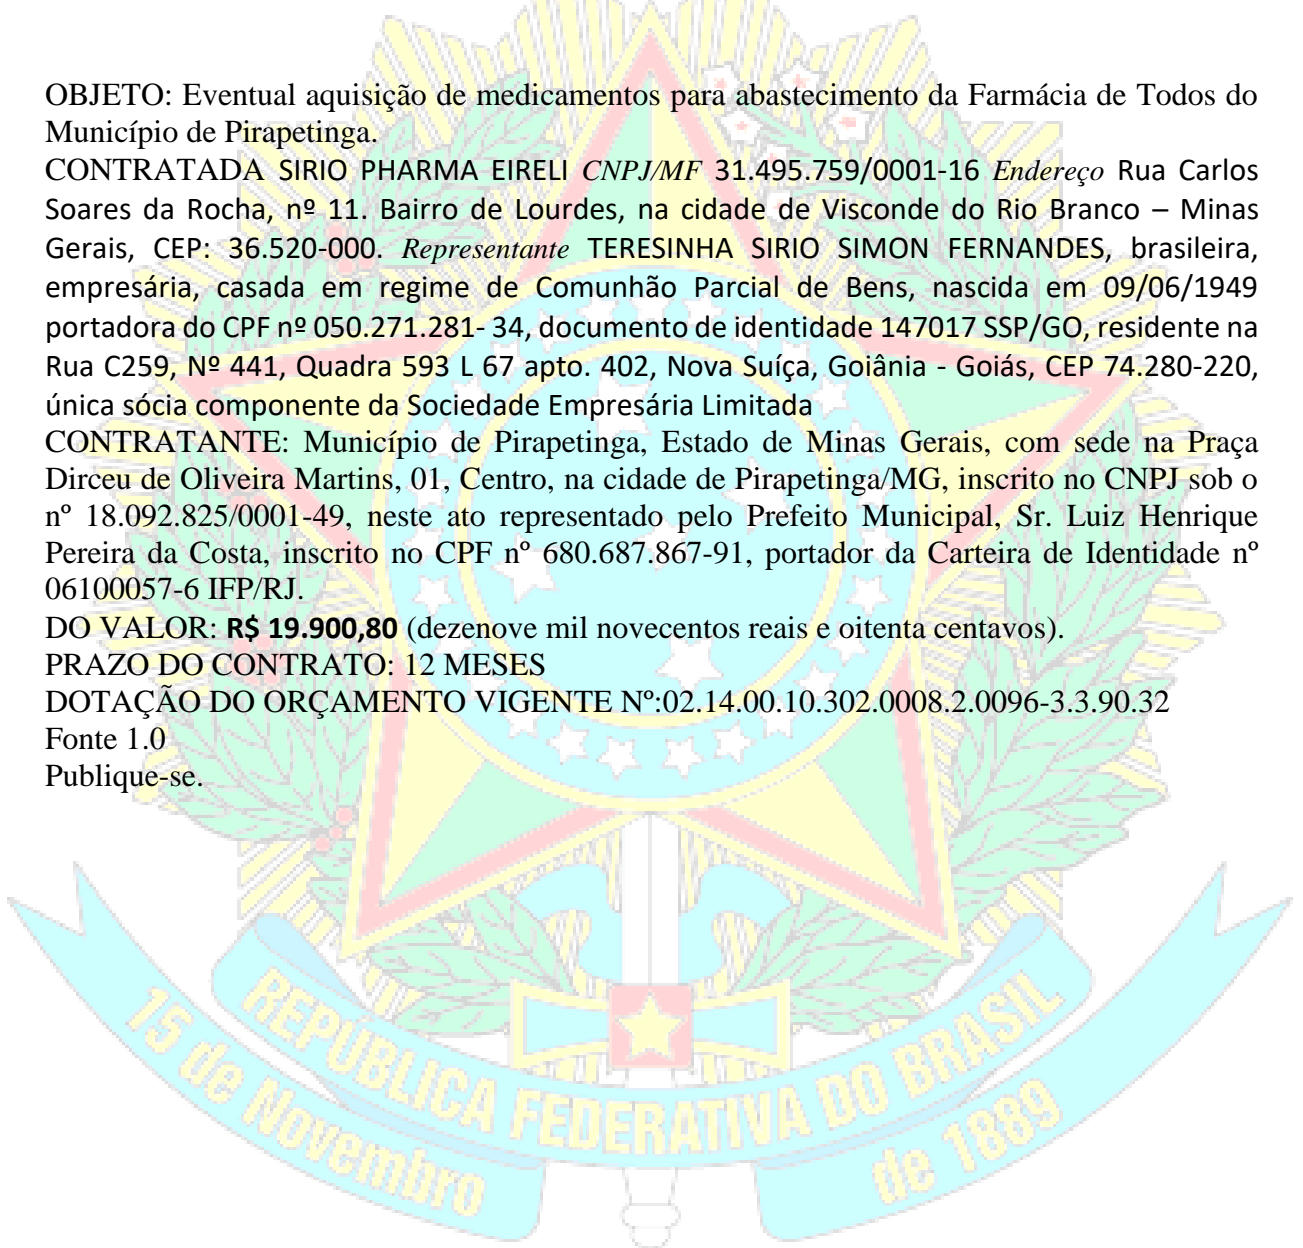 OBJETO: Eventual aquisição de medicamentos para abastecimento da Farmácia de Todos do
Município de Pirapetinga.
CONTRATADA SIRIO PHARMA EIRELI CNPJ/MF 31.495.759/0001-16 Endereço Rua Carlos
Soares da Rocha, nº 11. Bairro de Lourdes, na cidade de Visconde do Rio Branco – Minas
Gerais, CEP: 36.520-000. Representante TERESINHA SIRIO SIMON FERNANDES, brasileira,
empresária, casada em regime de Comunhão Parcial de Bens, nascida em 09/06/1949
portadora do CPF nº 050.271.281- 34, documento de identidade 147017 SSP/GO, residente na
Rua C259, Nº 441, Quadra 593 L 67 apto. 402, Nova Suíça, Goiânia - Goiás, CEP 74.280-220,
única sócia componente da Sociedade Empresária Limitada
CONTRATANTE: Município de Pirapetinga, Estado de Minas Gerais, com sede na Praça
Dirceu de Oliveira Martins, 01, Centro, na cidade de Pirapetinga/MG, inscrito no CNPJ sob o
nº 18.092.825/0001-49, neste ato representado pelo Prefeito Municipal, Sr. Luiz Henrique
Pereira da Costa, inscrito no CPF nº 680.687.867-91, portador da Carteira de Identidade nº
06100057-6 IFP/RJ.
DO VALOR: R$ 19.900,80 (dezenove mil novecentos reais e oitenta centavos).
PRAZO DO CONTRATO: 12 MESES
DOTAÇÃO DO ORÇAMENTO VIGENTE Nº:02.14.00.10.302.0008.2.0096-3.3.90.32
Fonte 1.0
Publique-se.
REPÚBLICA FEDERATIVA DO BRASIL
15 de Novembro de 1889